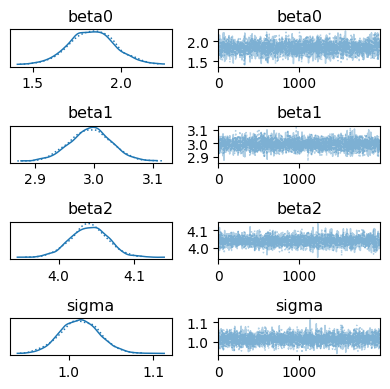 beta0 beta0
2.0
1.5
1.5 2.0 0 1000
beta1 beta1
3.1
3.0
2.9
2.9 3.0 3.1 0 1000
beta2 beta2
4.1
4.0
4.0 4.1 0 1000
sigma sigma
1.1
1.0
1.0 1.1 0 1000